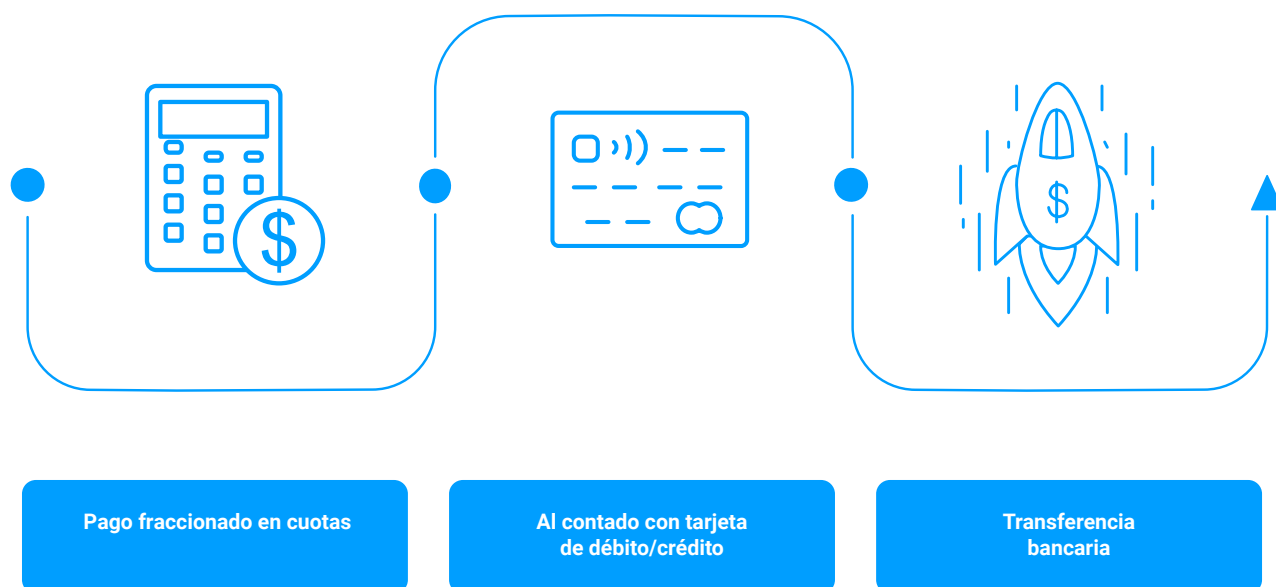 Pago fraccionado en cuotas
Al contado con tarjeta
de débito/crédito
Transferencia
bancaria